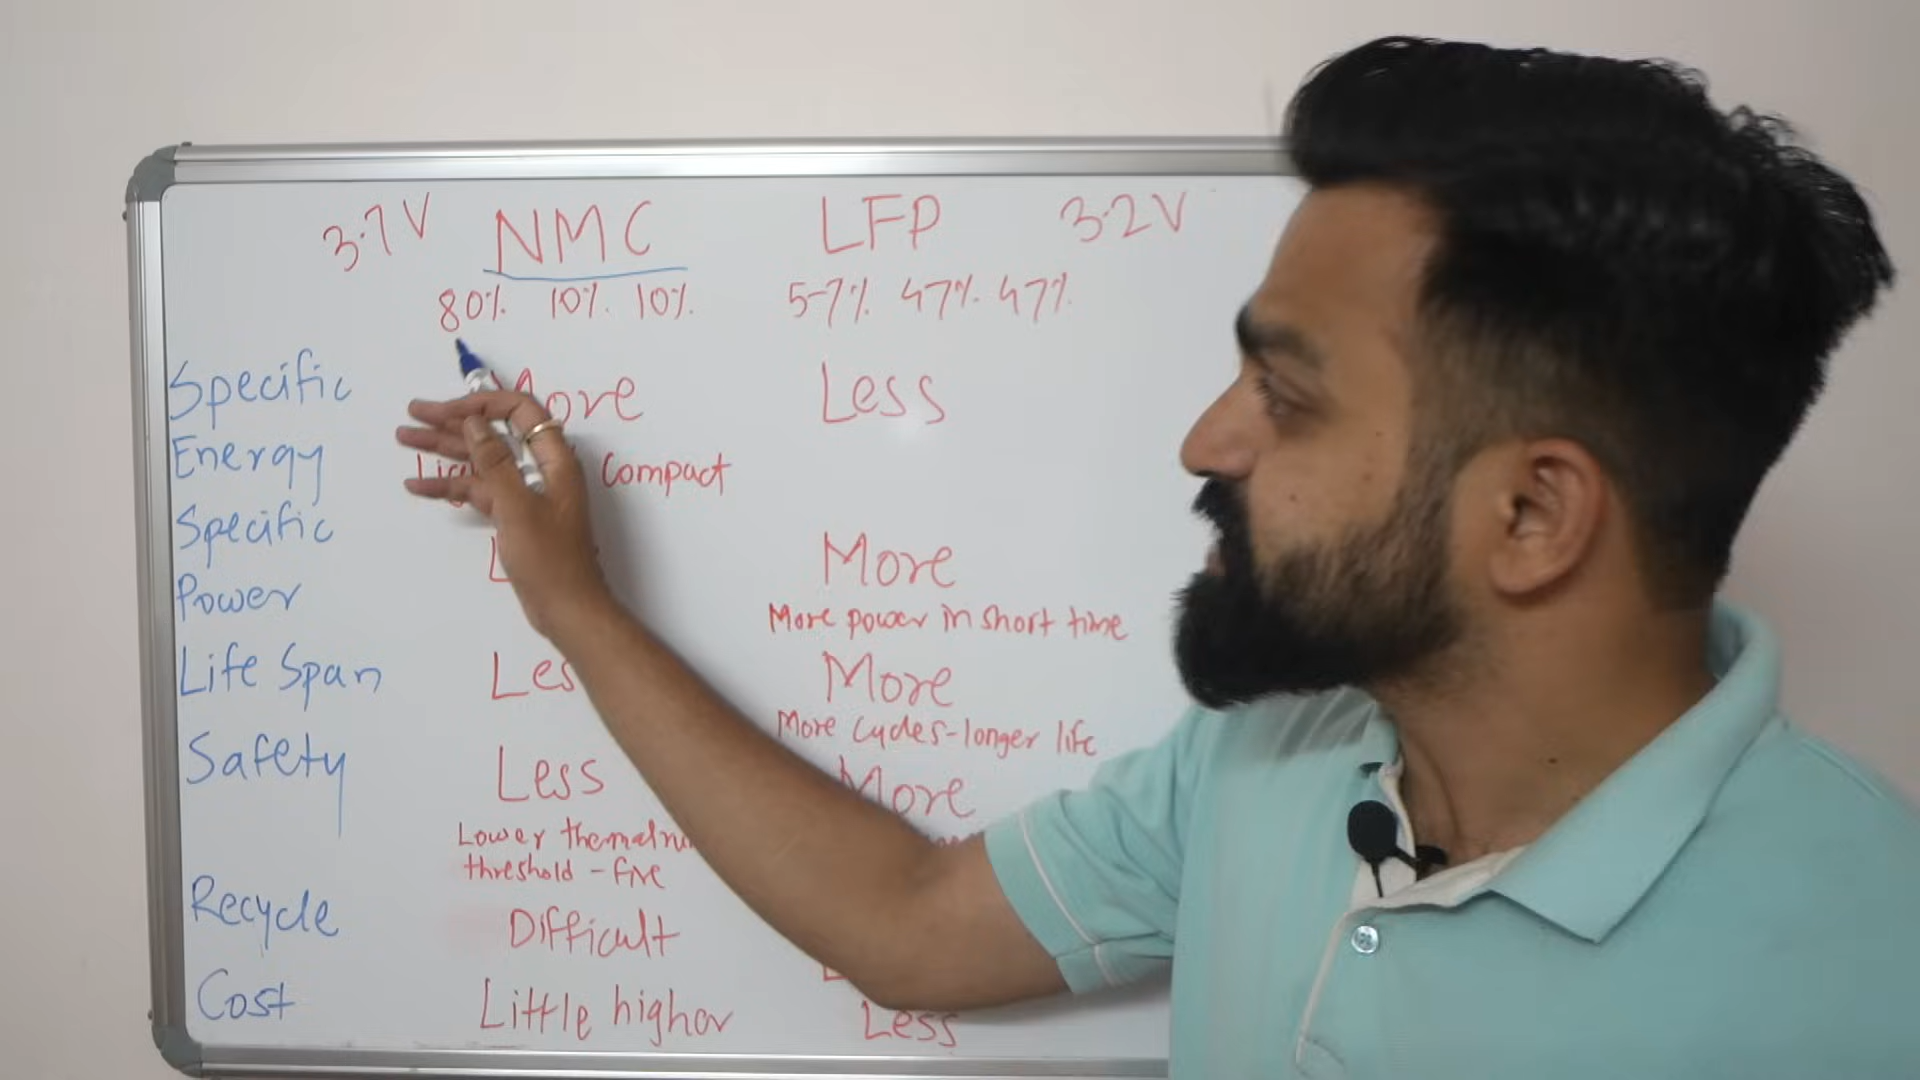 3.7V NMC LFP 3.2V
80% 10% 10% 5-7% 47% 47%
Specific Energy More Less
Compact
Specific Power More
More power in short time
Life Span Les More
More Cycles-longer life
Safety Less More
Lower themal
threshold - fire
Recycle Difficult
Cost Little higher Less